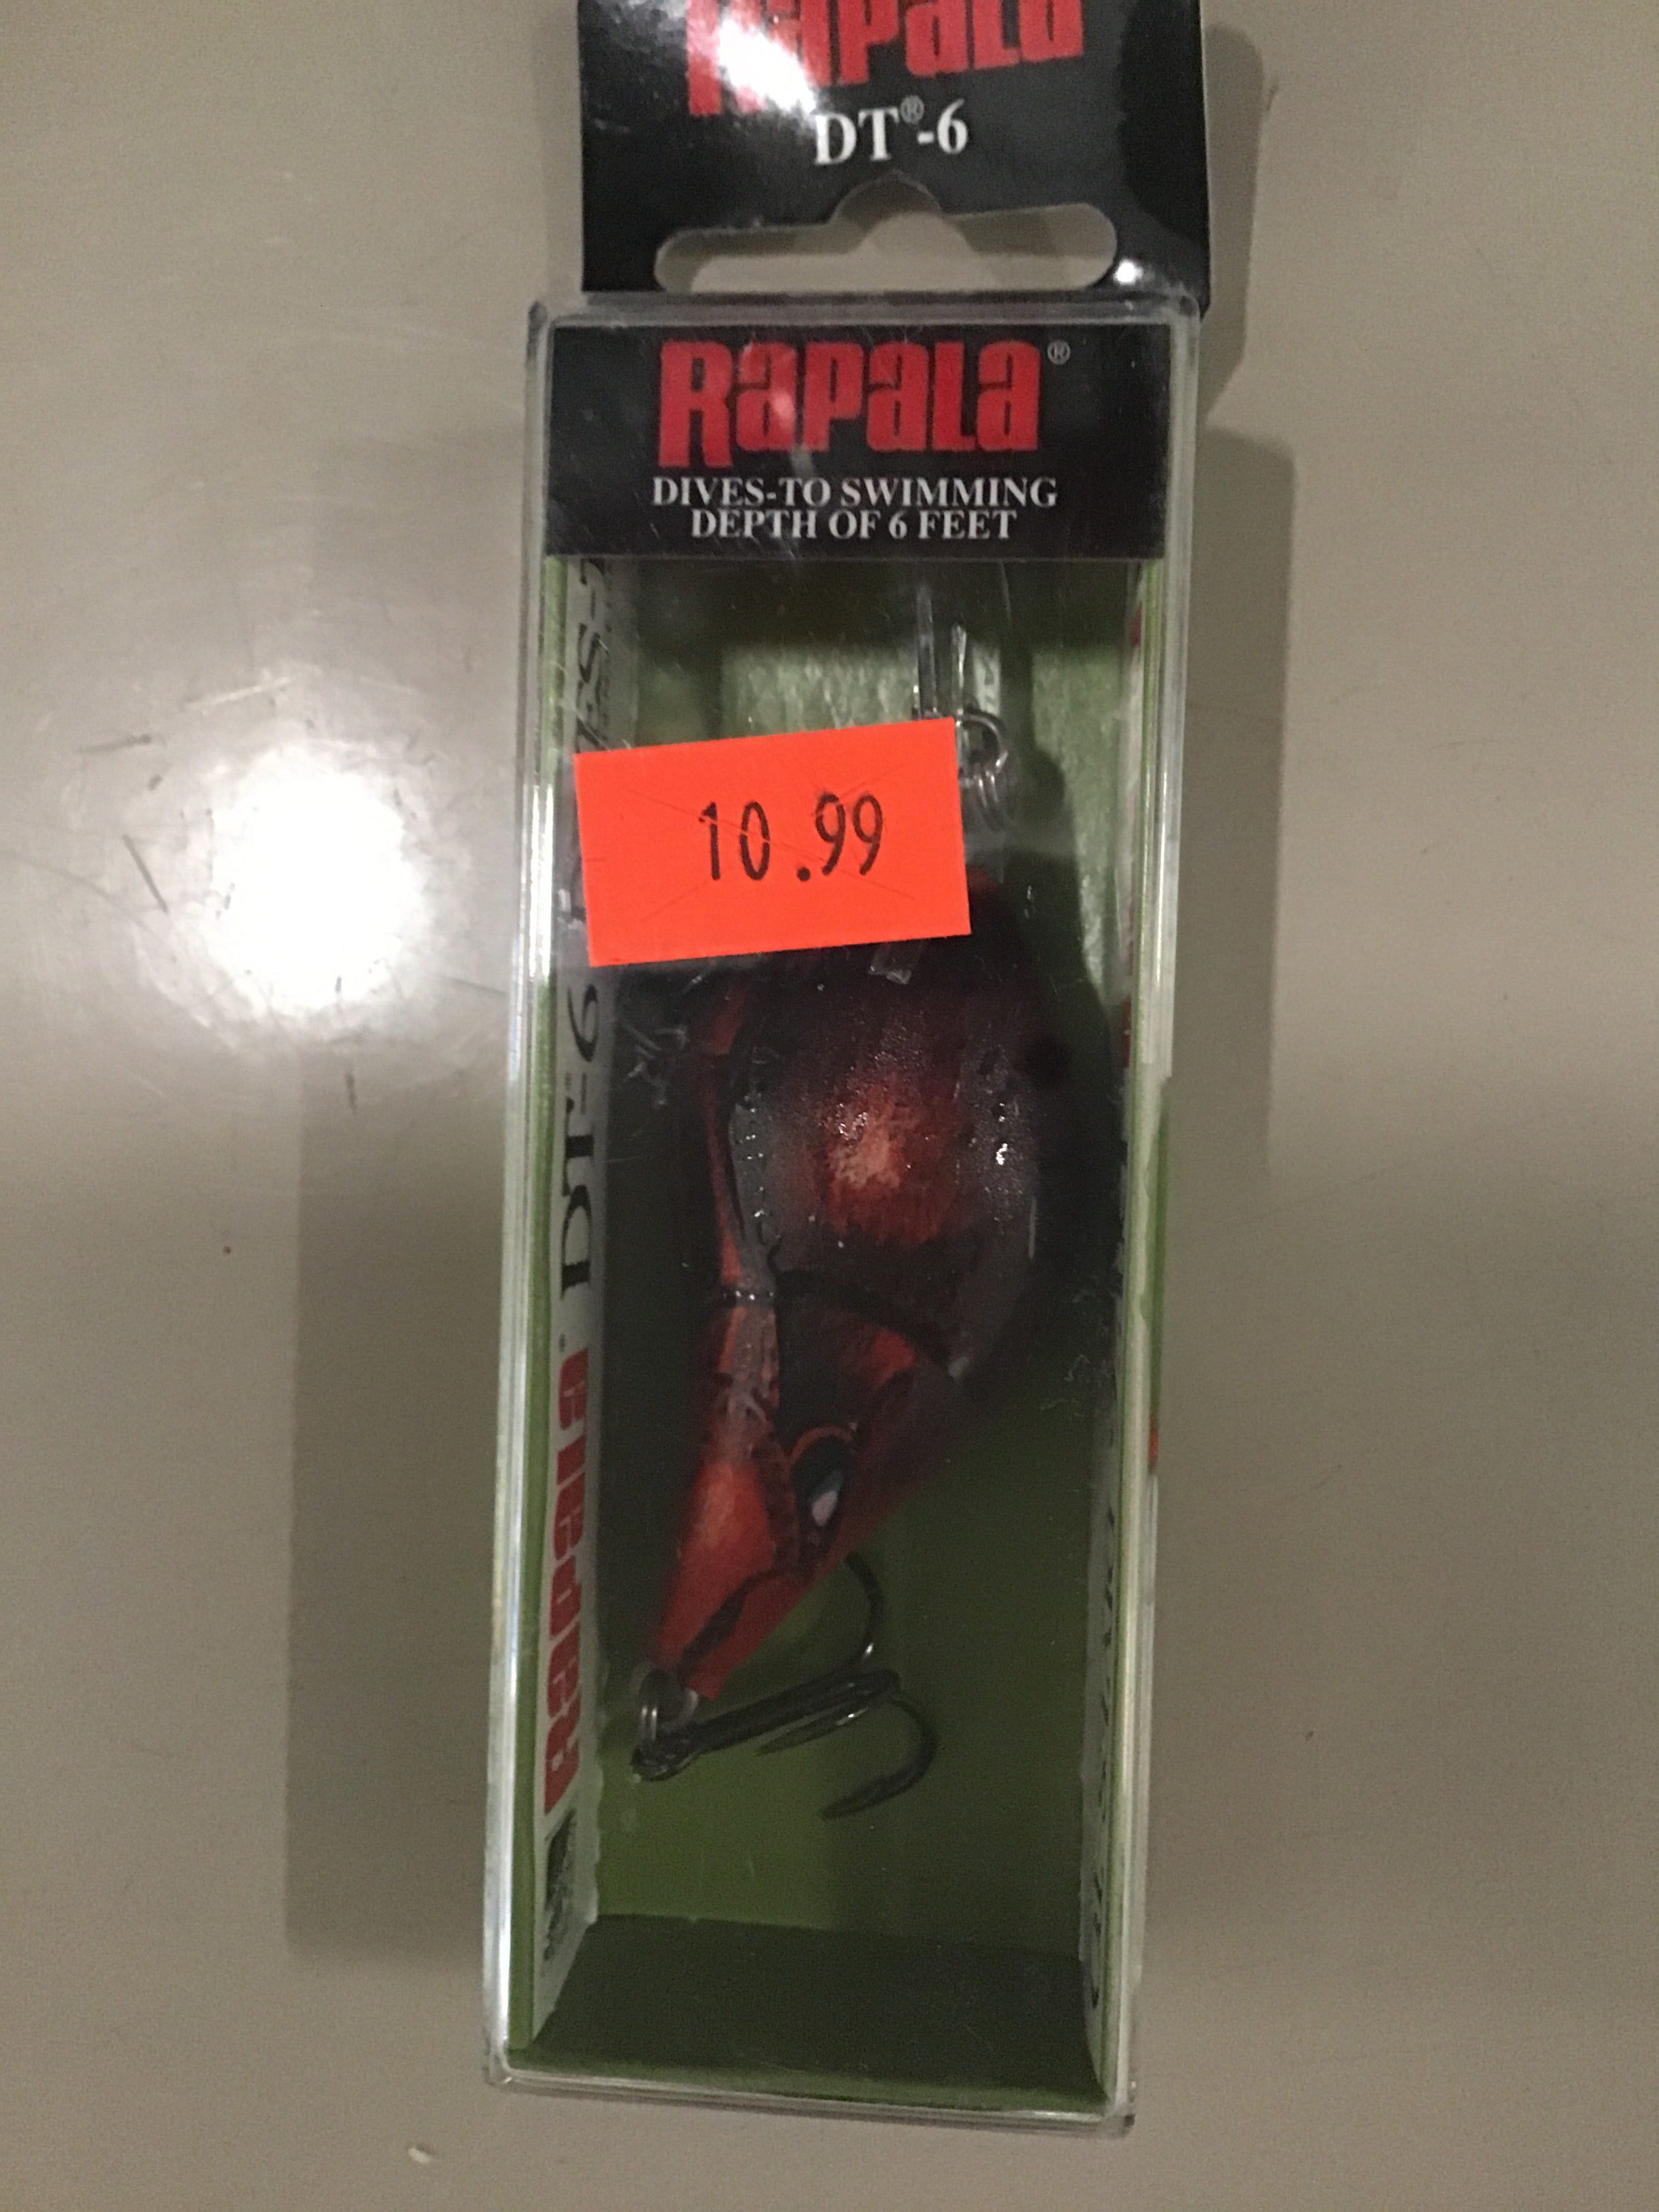 Rapala
DT®-6
Rapala®
DIVES-TO SWIMMING
DEPTH OF 6 FEET
10.99
Rapala® DT®-6